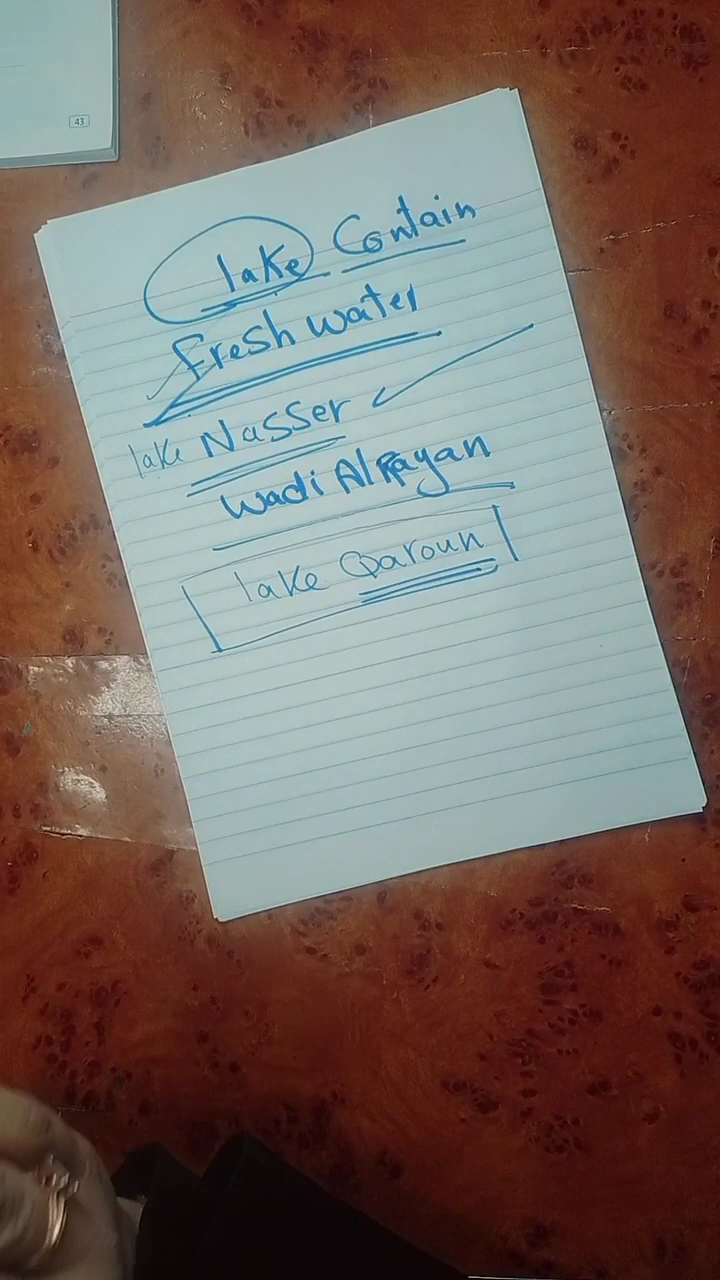 43
lake Contain
fresh water
lake Nasser
Wadi AlRayan
lake Qaroun